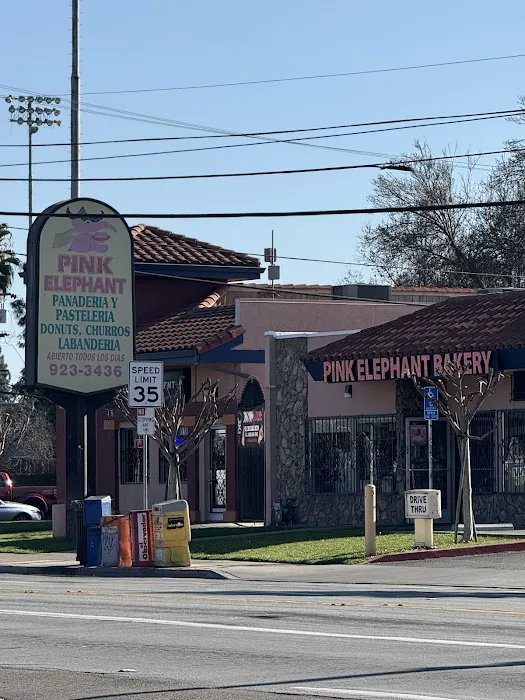 PINK
ELEPHANT
PANADERIA Y
PASTELERIA
DONUTS, CHURROS
LABANDERIA
ABIERTO TODOS LOS DIAS
923-3436
SPEED
LIMIT
35
PINK ELEPHANT BAKERY
DRIVE
THRU